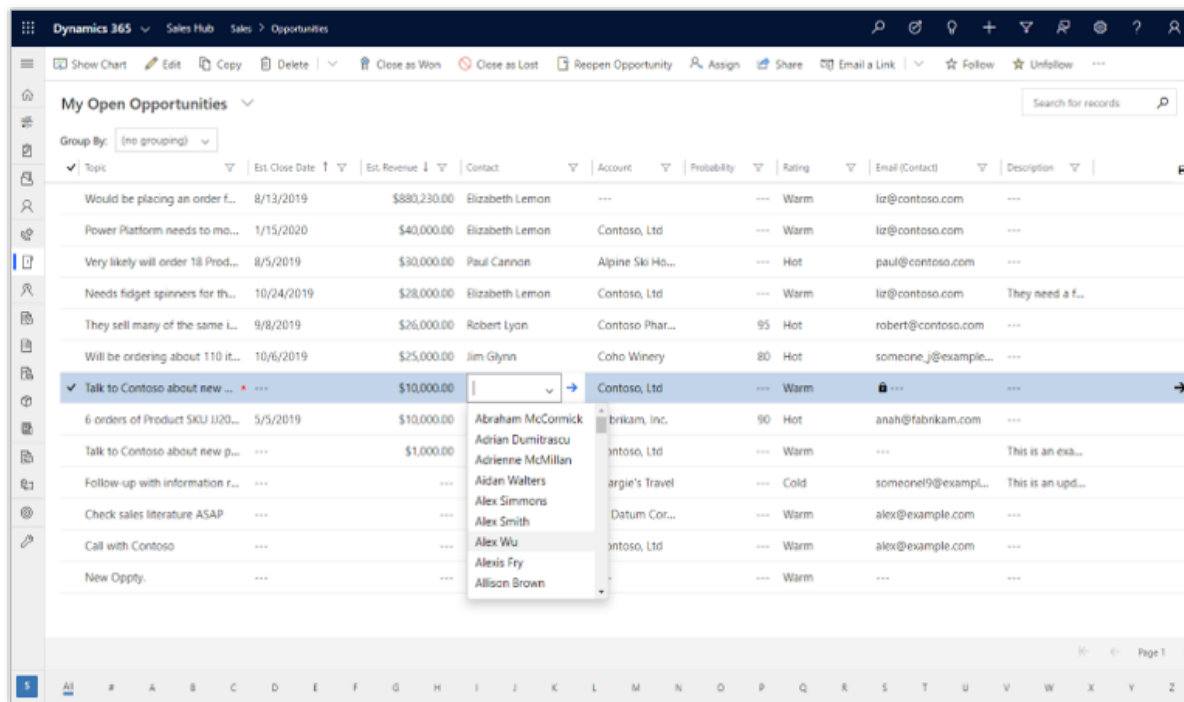 Dynamics 365 Sales Hub Sales > Opportunities
Show Chart Edit Copy Delete Close as Won Close as Lost Reopen Opportunity Assign Share Email a Link Follow Unfollow ...
My Open Opportunities
Search for records
Group By: (no grouping)
Topic Est. Close Date ↑ Est. Revenue ↓ Contact Account Probability Rating Email (Contact) Description
Would be placing an order f... 8/13/2019 $880,230.00 Elizabeth Lemon --- --- Warm liz@contoso.com ---
Power Platform needs to mo... 1/15/2020 $40,000.00 Elizabeth Lemon Contoso, Ltd --- Warm liz@contoso.com ---
Very likely will order 18 Prod... 8/5/2019 $30,000.00 Paul Cannon Alpine Ski Ho... --- Hot paul@contoso.com ---
Needs fidget spinners for th... 10/24/2019 $28,000.00 Elizabeth Lemon Contoso, Ltd --- Warm liz@contoso.com They need a f...
They sell many of the same i... 9/8/2019 $26,000.00 Robert Lyon Contoso Phar... 95 Hot robert@contoso.com ---
Will be ordering about 110 it... 10/6/2019 $25,000.00 Jim Glynn Coho Winery 80 Hot someone_j@example... ---
Talk to Contoso about new ... * --- $10,000.00 Contoso, Ltd --- Warm --- ---
6 orders of Product SKU JJ20... 5/5/2019 $10,000.00 brikam, Inc. 90 Hot anah@fabrikam.com ---
Talk to Contoso about new p... --- $1,000.00 ontoso, Ltd --- Warm --- This is an exa...
Follow-up with information r... --- --- argie's Travel --- Cold someonel9@exampl... This is an upd...
Check sales literature ASAP --- --- Datum Cor... --- Warm alex@example.com ---
Call with Contoso --- --- ontoso, Ltd --- Warm alex@example.com ---
New Oppty. --- --- - --- Warm --- ---
Abraham McCormick
Adrian Dumitrascu
Adrienne McMillan
Aidan Walters
Alex Simmons
Alex Smith
Alex Wu
Alexis Fry
Allison Brown
Page 1
S All # A B C D E F G H I J K L M N O P Q R S T U V W X Y Z